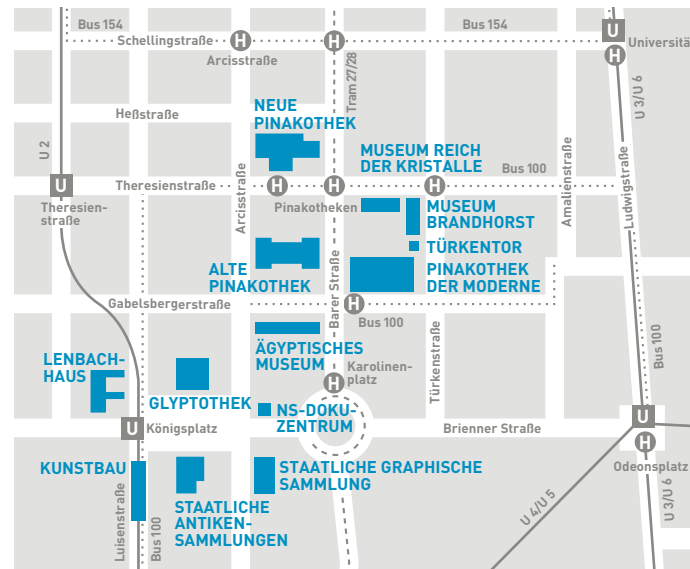 Bus 154
Bus 154
Schellingstraße
H
H
U
Universitä
H
Arcisstraße
Tram 27/28
U 3/U 6
NEUE
PINAKOTHEK
Heßstraße
U 2
MUSEUM REICH
DER KRISTALLE
Bus 100
Amalienstraße
Ludwigstraße
U
Theresienstraße
H
H
H
Theresien-
straße
Arcisstraße
Pinakotheken
MUSEUM
BRANDHORST
TÜRKENTOR
ALTE
PINAKOTHEK
Barer Straße
PINAKOTHEK
DER MODERNE
Gabelsbergerstraße
H
Bus 100
Bus 100
ÄGYPTISCHES
MUSEUM
Türkenstraße
LENBACH-
HAUS
Karolinen-
platz
H
GLYPTOTHEK
NS-DOKU-
ZENTRUM
U
Königsplatz
Brienner Straße
U
H
Odeonsplatz
KUNSTBAU
STAATLICHE GRAPHISCHE
SAMMLUNG
STAATLICHE
ANTIKEN-
SAMMLUNGEN
Luisenstraße
Bus 100
U 4/U 5
U 3/U 6